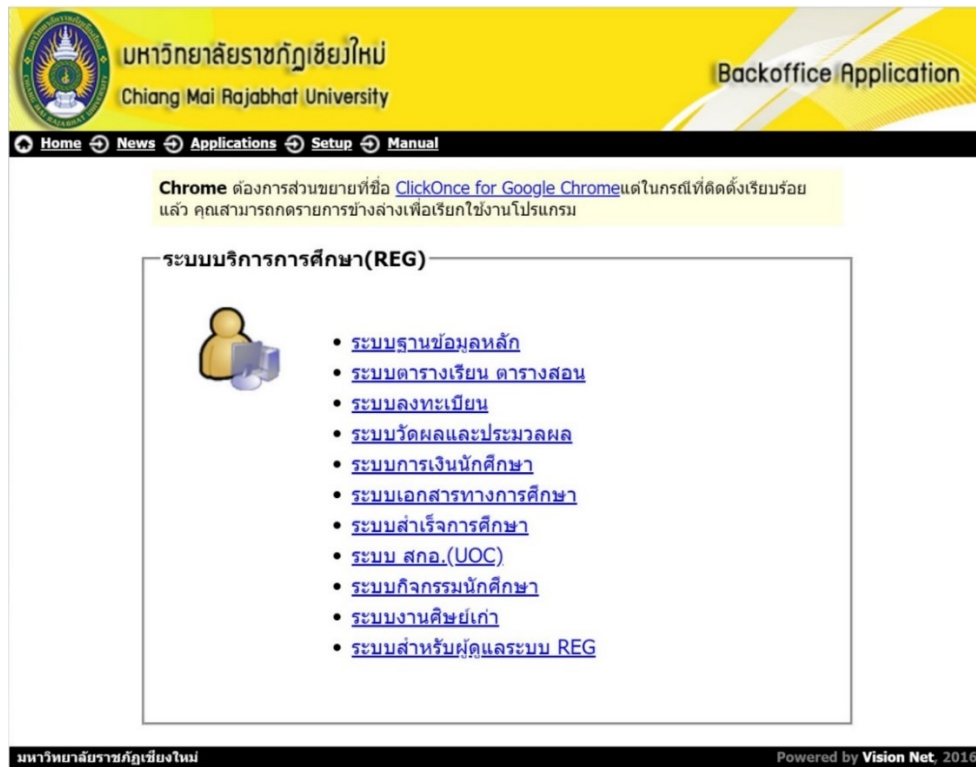 มหาวิทยาลัยราชภัฏเชียงใหม่
Chiang Mai Rajabhat University
Backoffice Application
Home News Applications Setup Manual
Chrome ต้องการส่วนขยายที่ชื่อ ClickOnce for Google Chromeแต่ในกรณีที่ติดตั้งเรียบร้อย
แล้ว คุณสามารถกดรายการข้างล่างเพื่อเรียกใช้งานโปรแกรม
ระบบบริการการศึกษา(REG)
ระบบฐานข้อมูลหลัก
ระบบตารางเรียน ตารางสอน
ระบบลงทะเบียน
ระบบวัดผลและประมวลผล
ระบบการเงินนักศึกษา
ระบบเอกสารทางการศึกษา
ระบบสำเร็จการศึกษา
ระบบ สกอ.(UOC)
ระบบกิจกรรมนักศึกษา
ระบบงานศิษย์เก่า
ระบบสำหรับผู้ดูแลระบบ REG
มหาวิทยาลัยราชภัฏเชียงใหม่ Powered by Vision Net, 2016